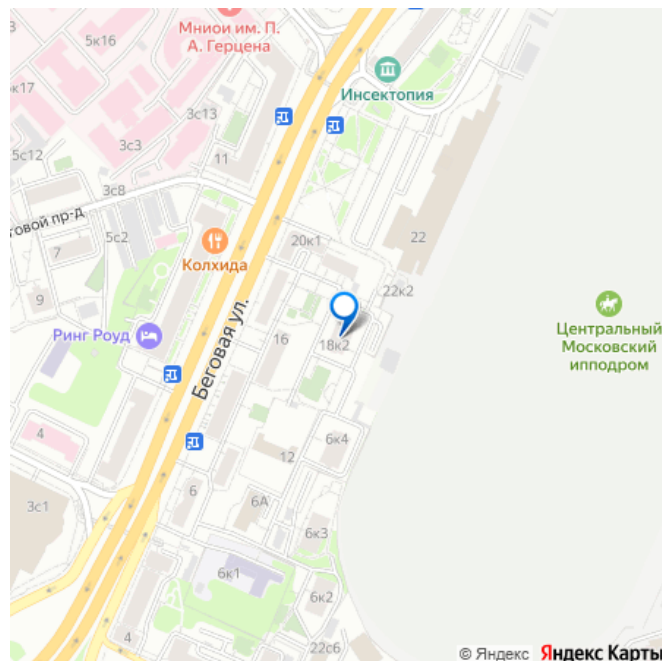 5к16
Мниои им. П.
А. Герцена
к17
3с13
Инсектопия
3с3
5с12
11
3с8
говой пр-д
5с2
7
20к1
22
Колхида
9
22к2
Центральный
Московский
ипподром
Ринг Роуд
Беговая ул.
16
18к2
4
6к4
12
3с1
6
6А
6к3
6к1
6к2
4
22с6
© Яндекс Яндекс Карты